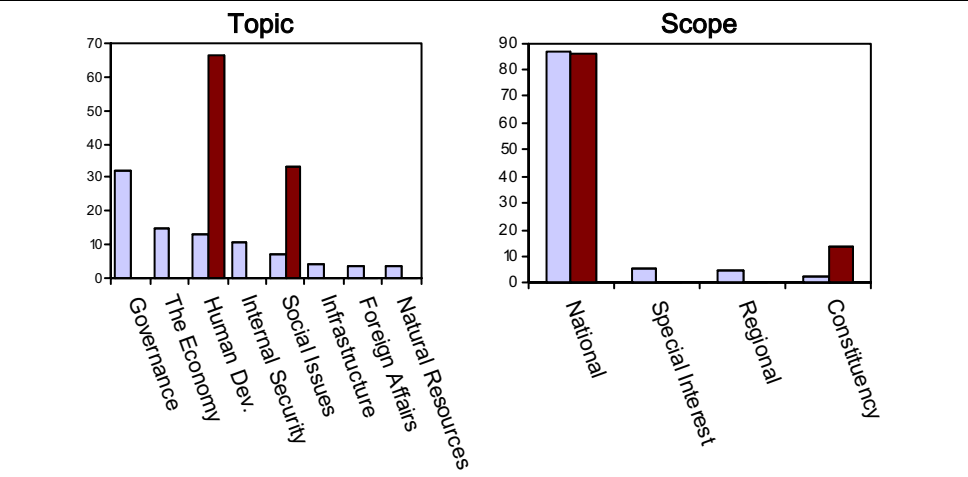 Topic
70
60
50
40
30
20
10
0
Governance
The Economy
Human Dev.
Internal Security
Social Issues
Infrastructure
Foreign Affairs
Natural Resources
Scope
90
80
70
60
50
40
30
20
10
0
National
Special Interest
Regional
Constituency